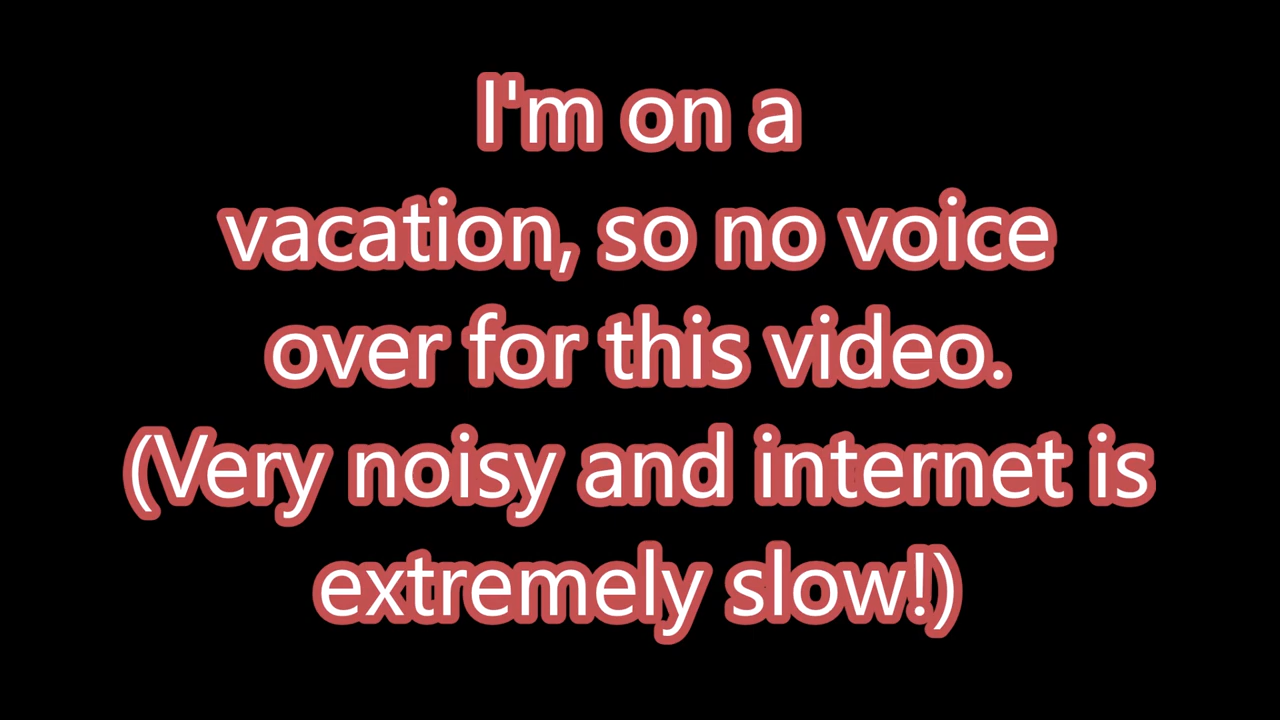 I'm on a
vacation, so no voice
over for this video.
(Very noisy and internet is
extremely slow!)